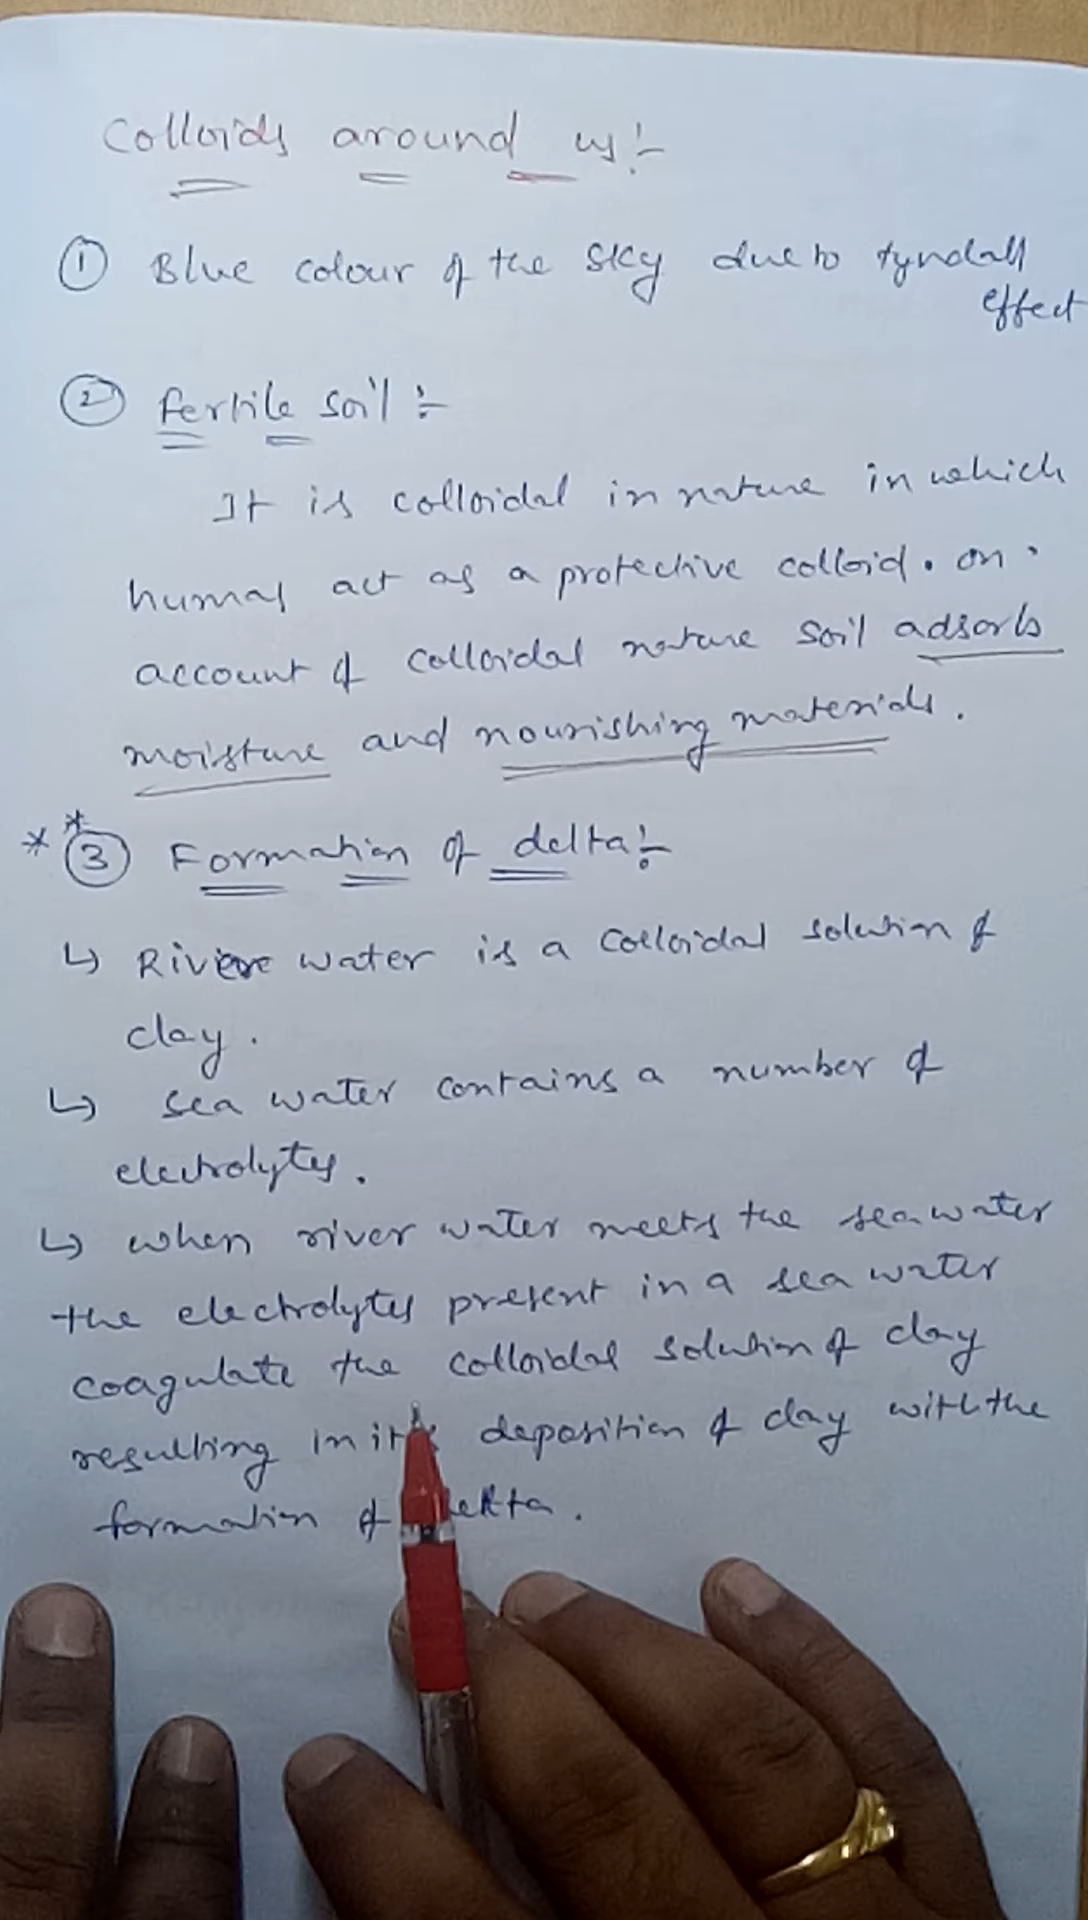 Colloids around us:-
① Blue colour of the sky due to tyndall
effect
② Fertile soil :-
It is colloidal in nature in which
humas act as a protective colloid. on
account of colloidal nature soil adsorbs
moisture and nourishing materials.
** ③ Formation of delta:-
↳ River water is a colloidal solution of
clay.
↳ sea water contains a number of
electrolytes.
↳ when river water meets the sea water
the electrolytes present in a sea water
coagulate the colloidal solution of clay
resulting in its deposition of clay with the
formation of delta.